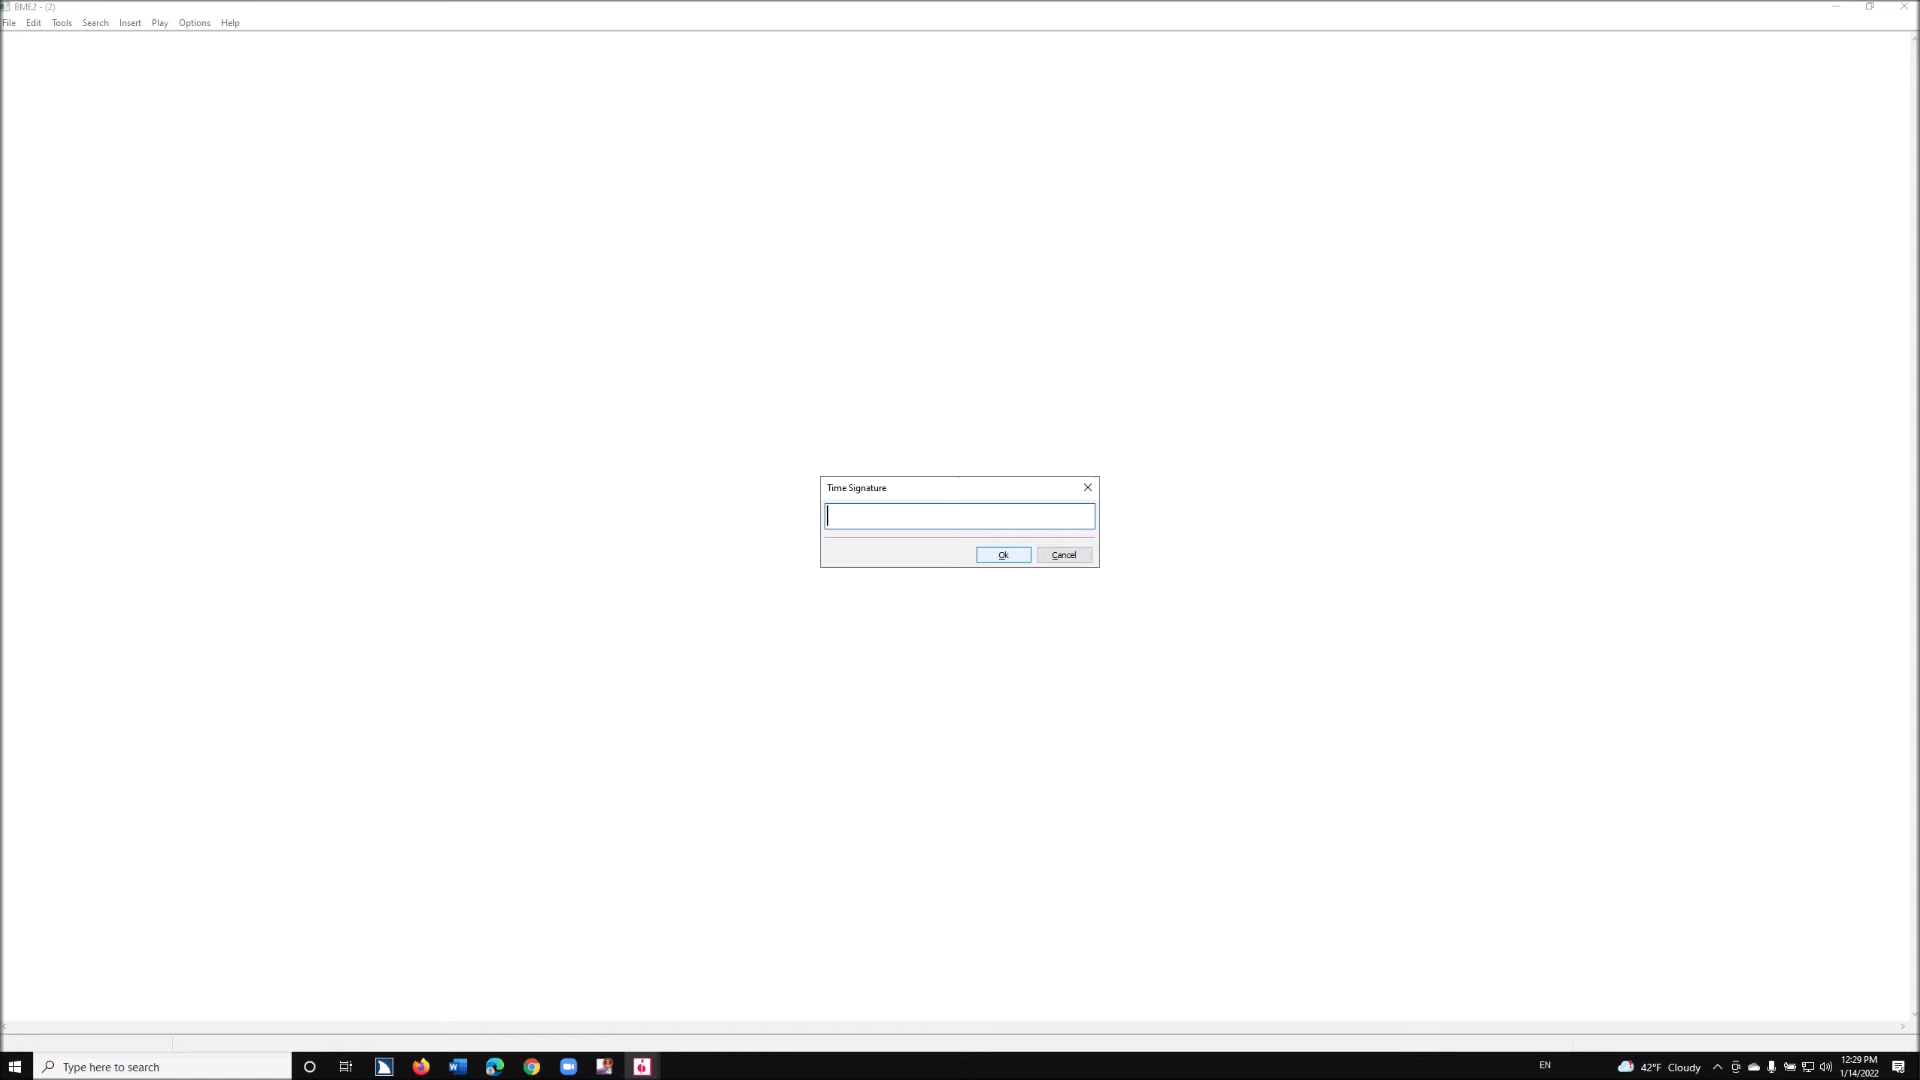 BME2 - (2)
File Edit Tools Search Insert Play Options Help
Time Signature
Ok Cancel
Type here to search
EN
42°F Cloudy
12:29 PM
1/14/2022